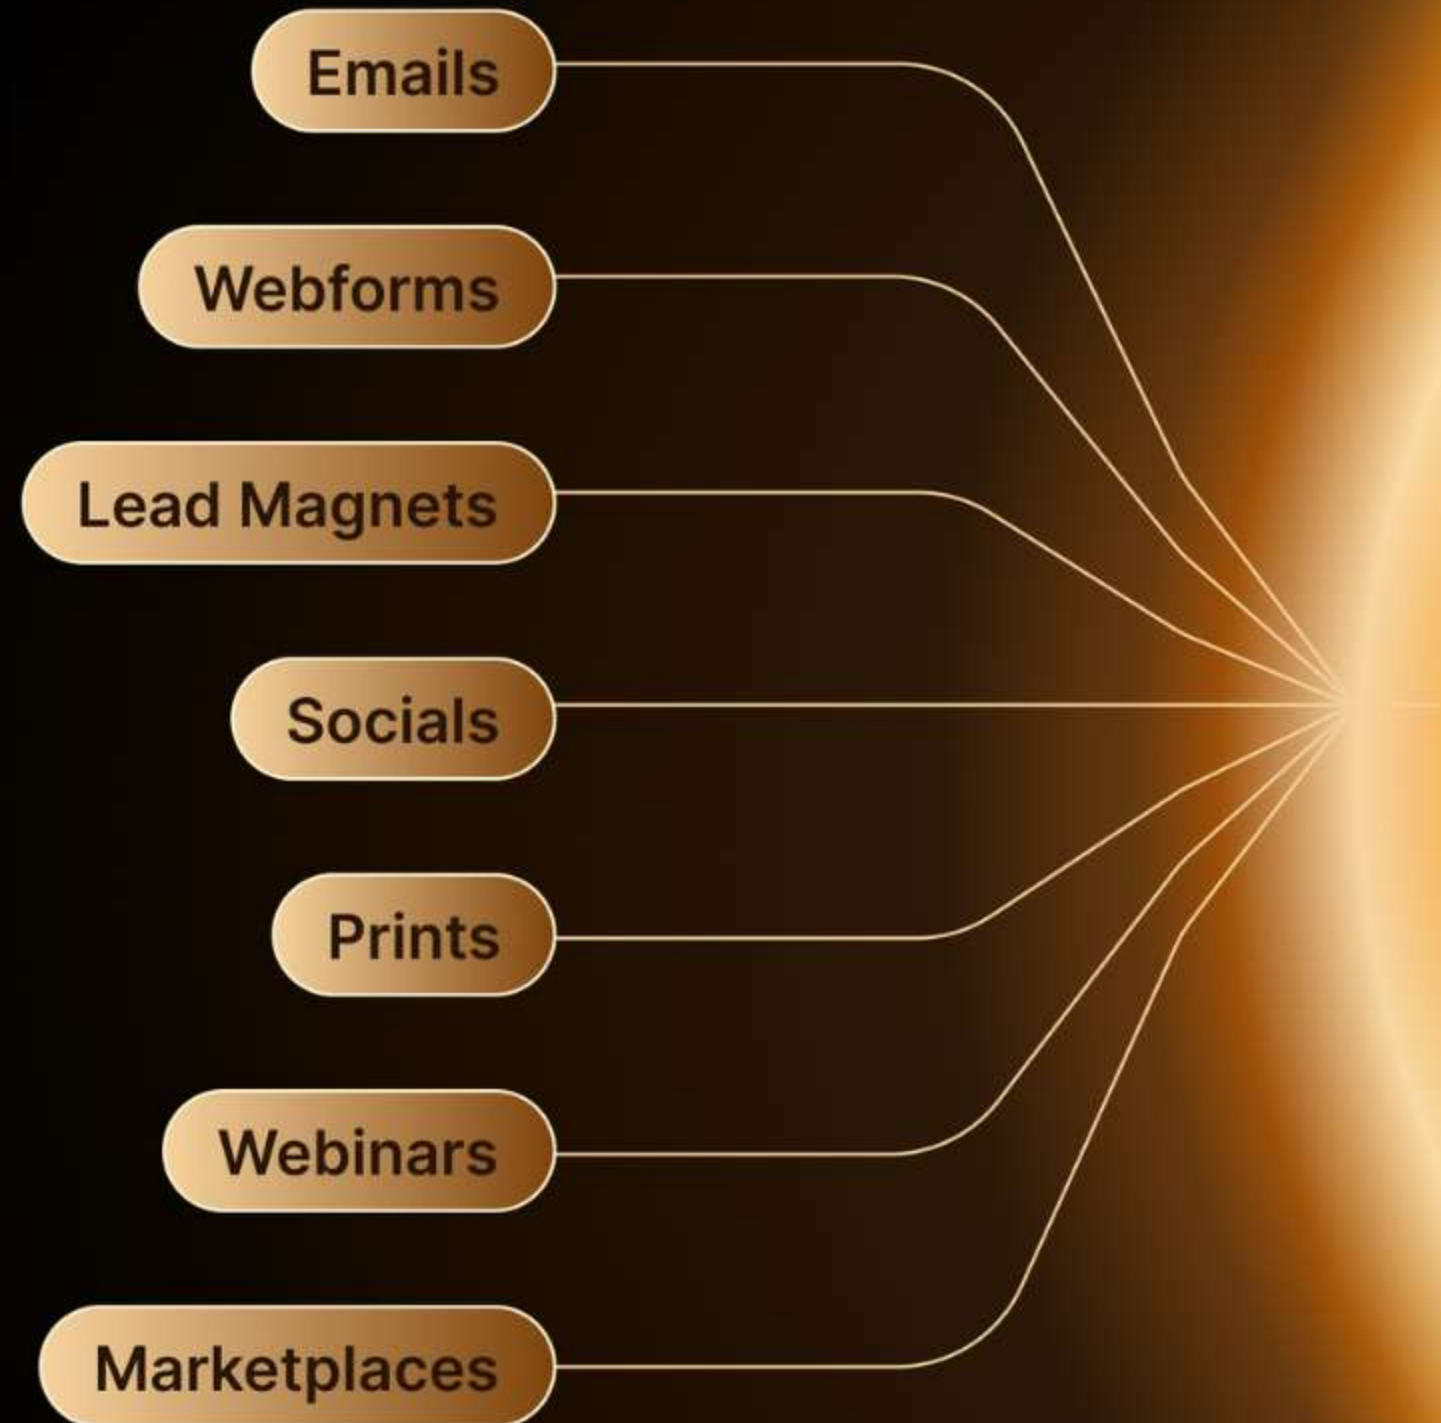 Emails
Webforms
Lead Magnets
Socials
Prints
Webinars
Marketplaces